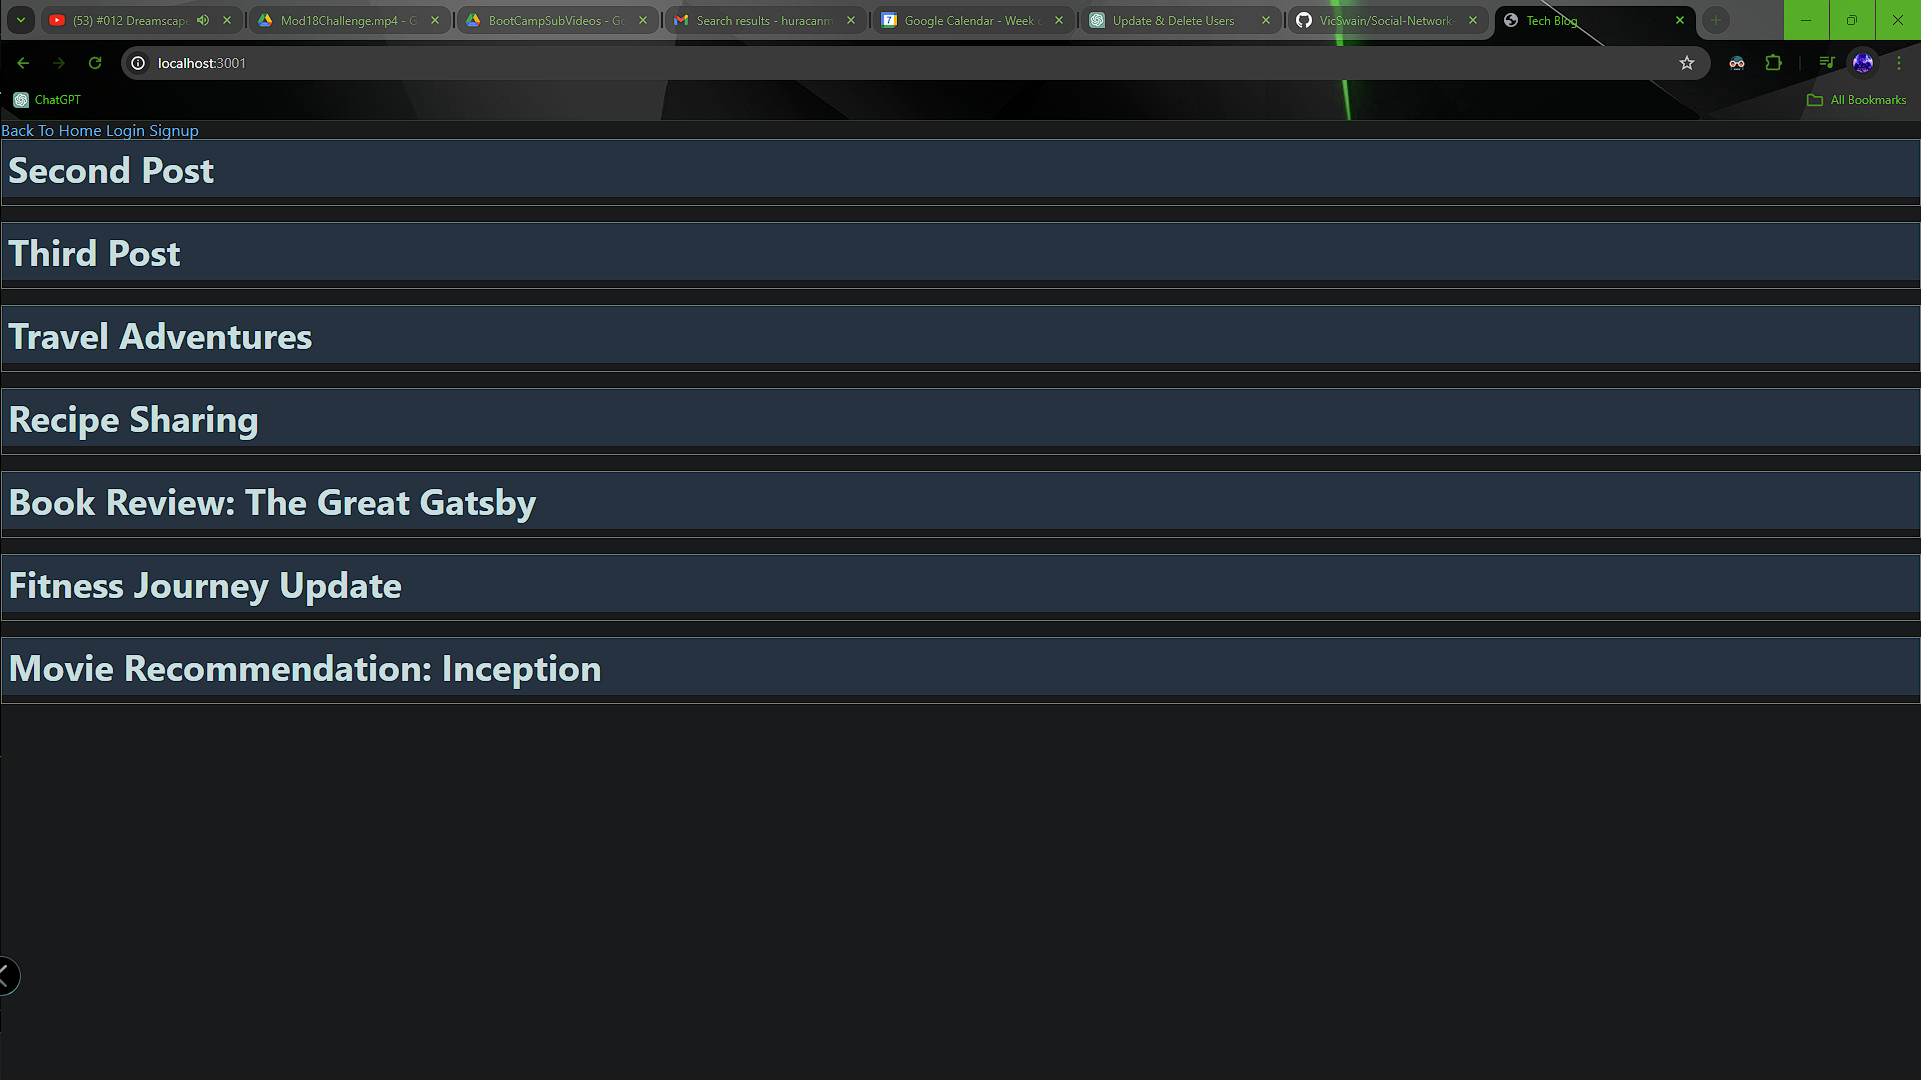 (53) #012 Dreamscape
Mod18Challenge.mp4 - G
BootCampSubVideos - Go
Search results - huracanm
7
Google Calendar - Week o
Update & Delete Users
VicSwain/Social-Network-
Tech Blog
localhost:3001
ChatGPT
All Bookmarks
Back To Home Login Signup
Second Post
Third Post
Travel Adventures
Recipe Sharing
Book Review: The Great Gatsby
Fitness Journey Update
Movie Recommendation: Inception